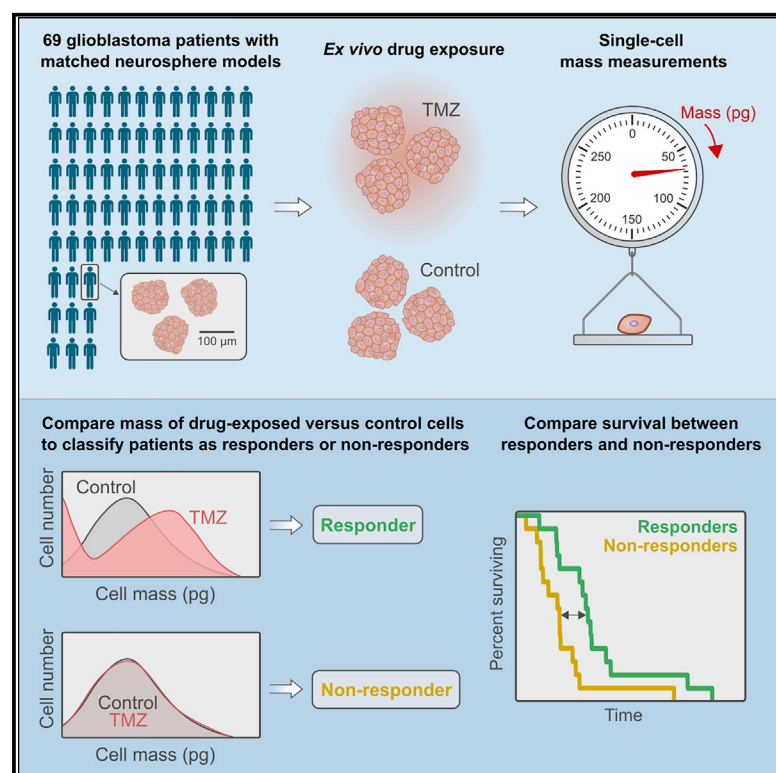 69 glioblastoma patients with
matched neurosphere models
Ex vivo drug exposure
Single-cell
mass measurements
TMZ
Control
100 μm
Mass (pg)
0
50
100
150
200
250
Compare mass of drug-exposed versus control cells
to classify patients as responders or non-responders
Cell number
Control
TMZ
Cell mass (pg)
Responder
Cell number
Control
TMZ
Cell mass (pg)
Non-responder
Compare survival between
responders and non-responders
Percent surviving
Responders
Non-responders
Time